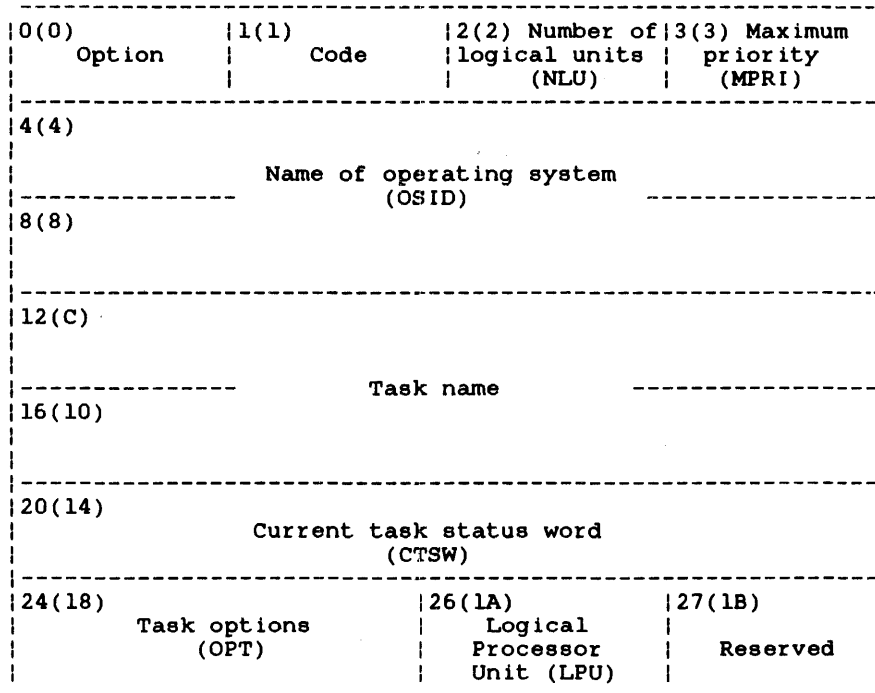 0(0) 1(1) 2(2) Number of 3(3) Maximum
Option Code logical units priority
(NLU) (MPRI)
4(4)
Name of operating system
(OSID)
8(8)
12(C)
Task name
16(10)
20(14)
Current task status word
(CTSW)
24(18) 26(1A) 27(1B)
Task options Logical
(OPT) Processor Reserved
Unit (LPU)